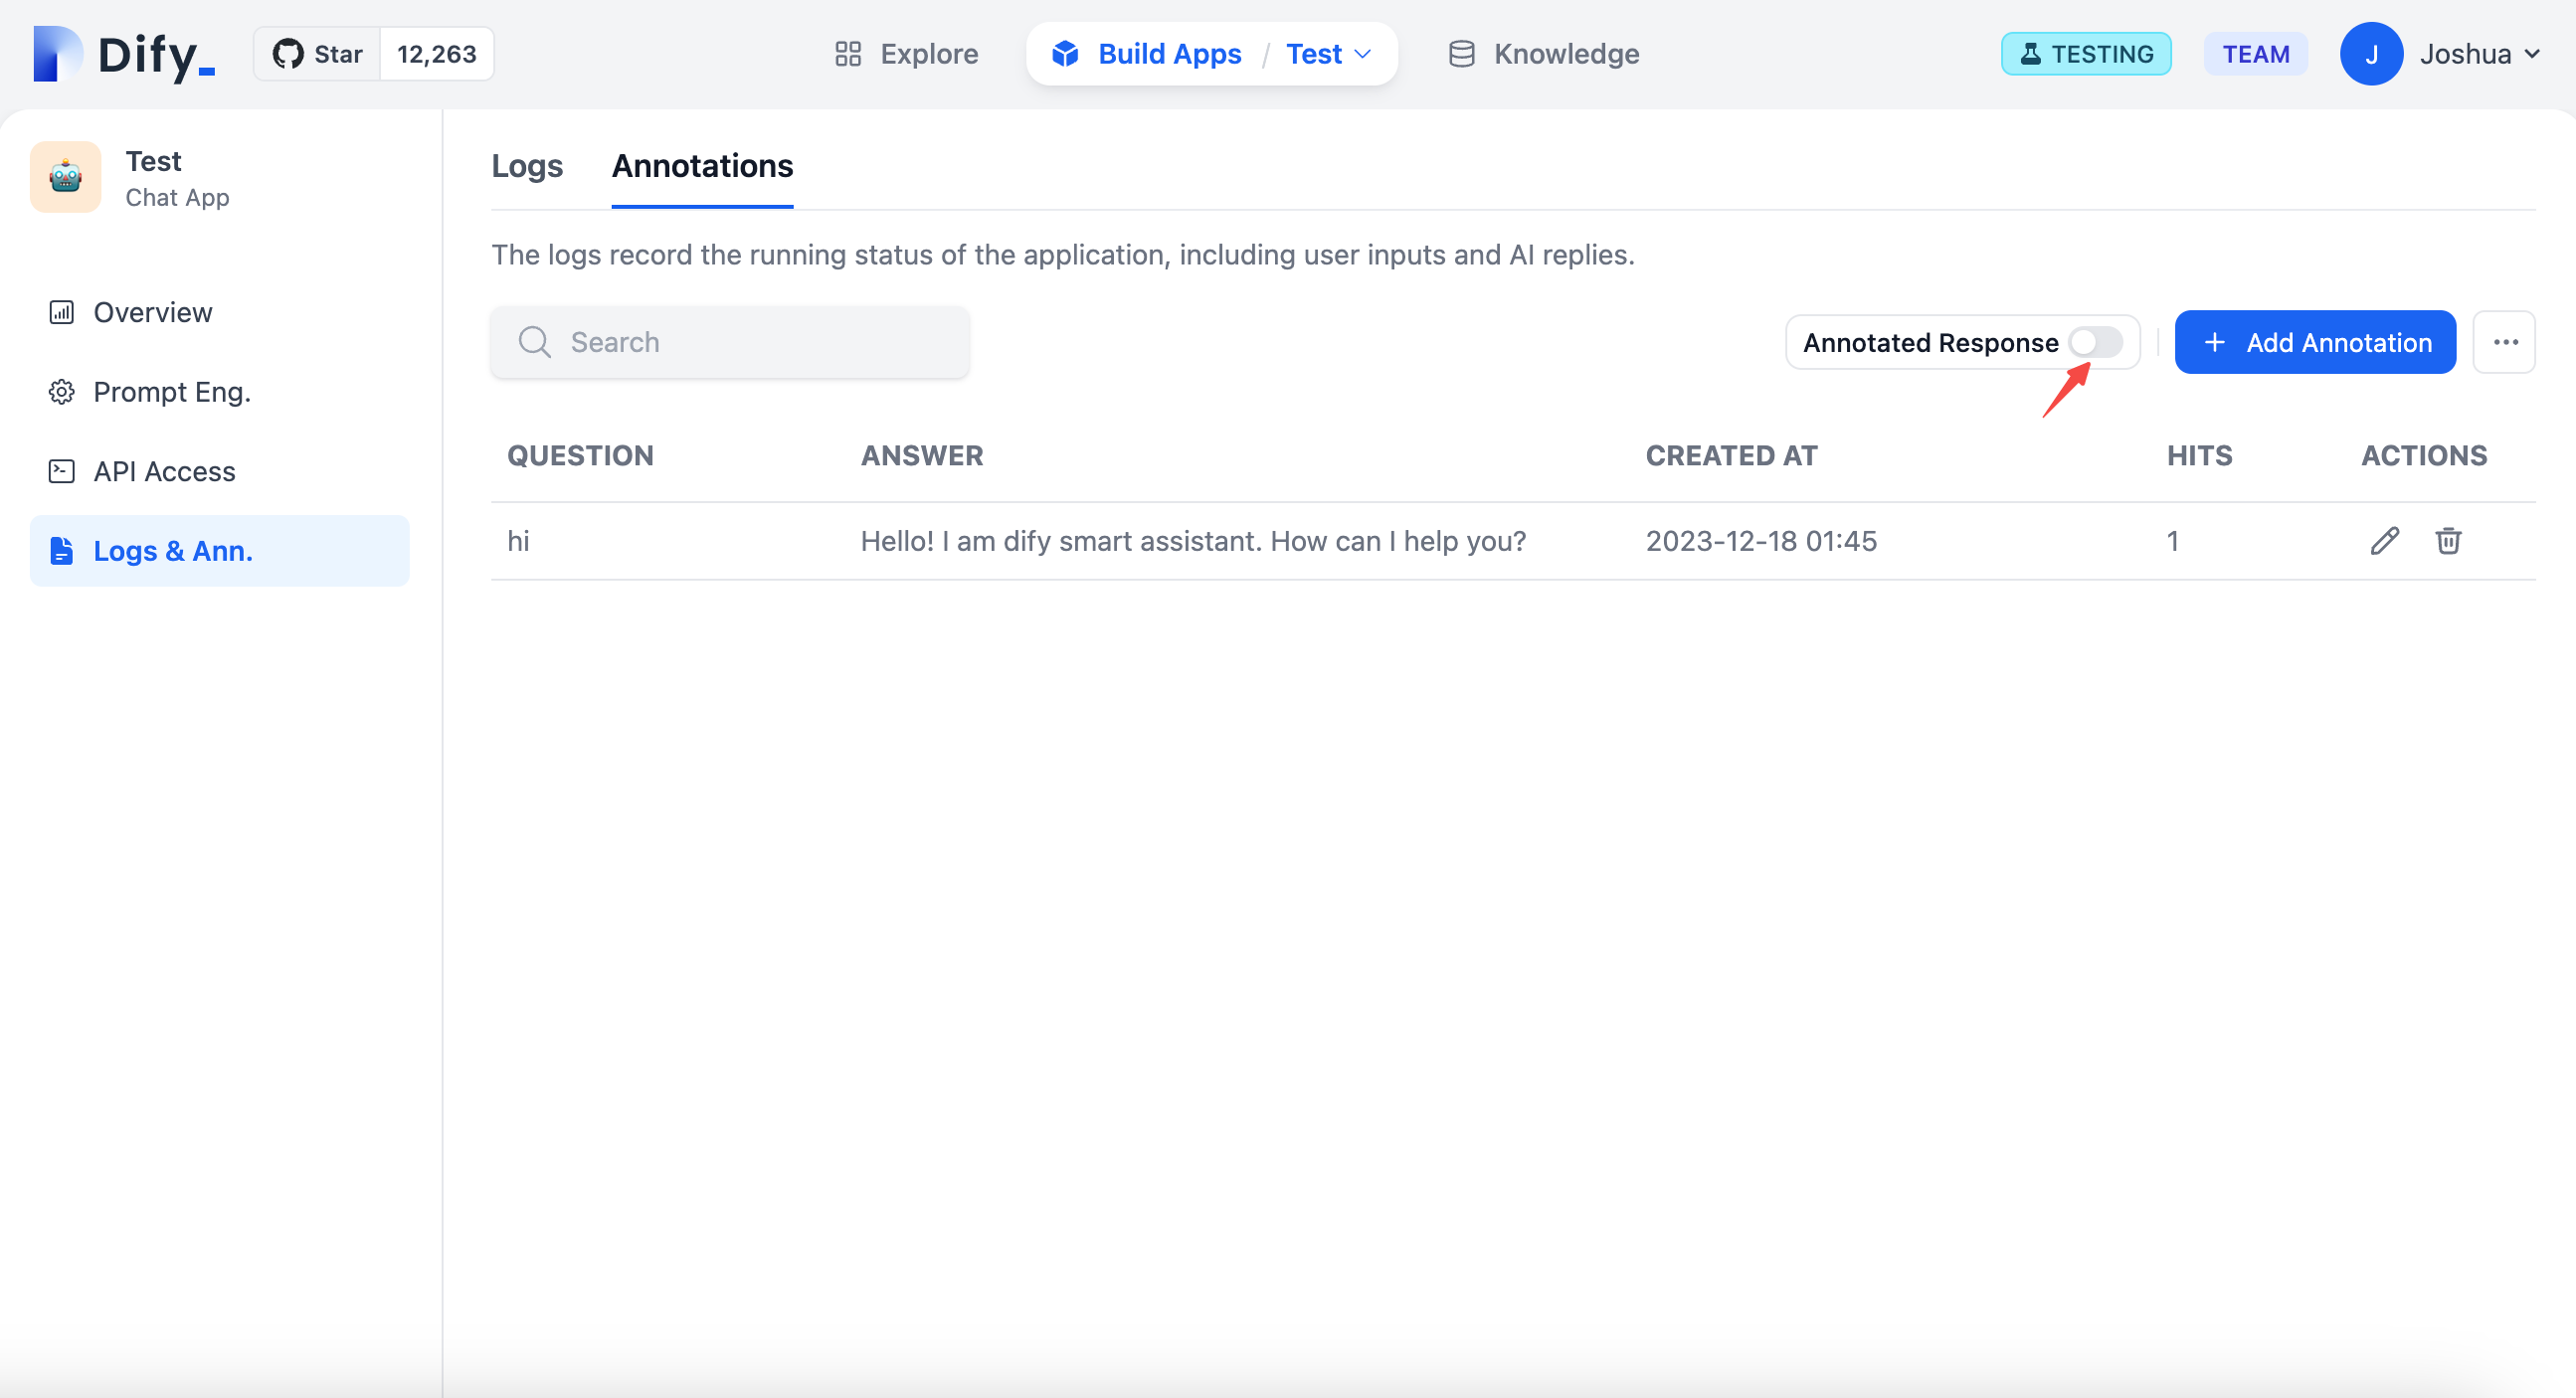 Dify_ Star 12,263 Explore Build Apps / Test Knowledge TESTING TEAM J Joshua
Test
Chat App
Overview
Prompt Eng.
API Access
Logs & Ann.
Logs Annotations
The logs record the running status of the application, including user inputs and AI replies.
Search Annotated Response + Add Annotation ...
QUESTION ANSWER CREATED AT HITS ACTIONS
hi Hello! I am dify smart assistant. How can I help you? 2023-12-18 01:45 1